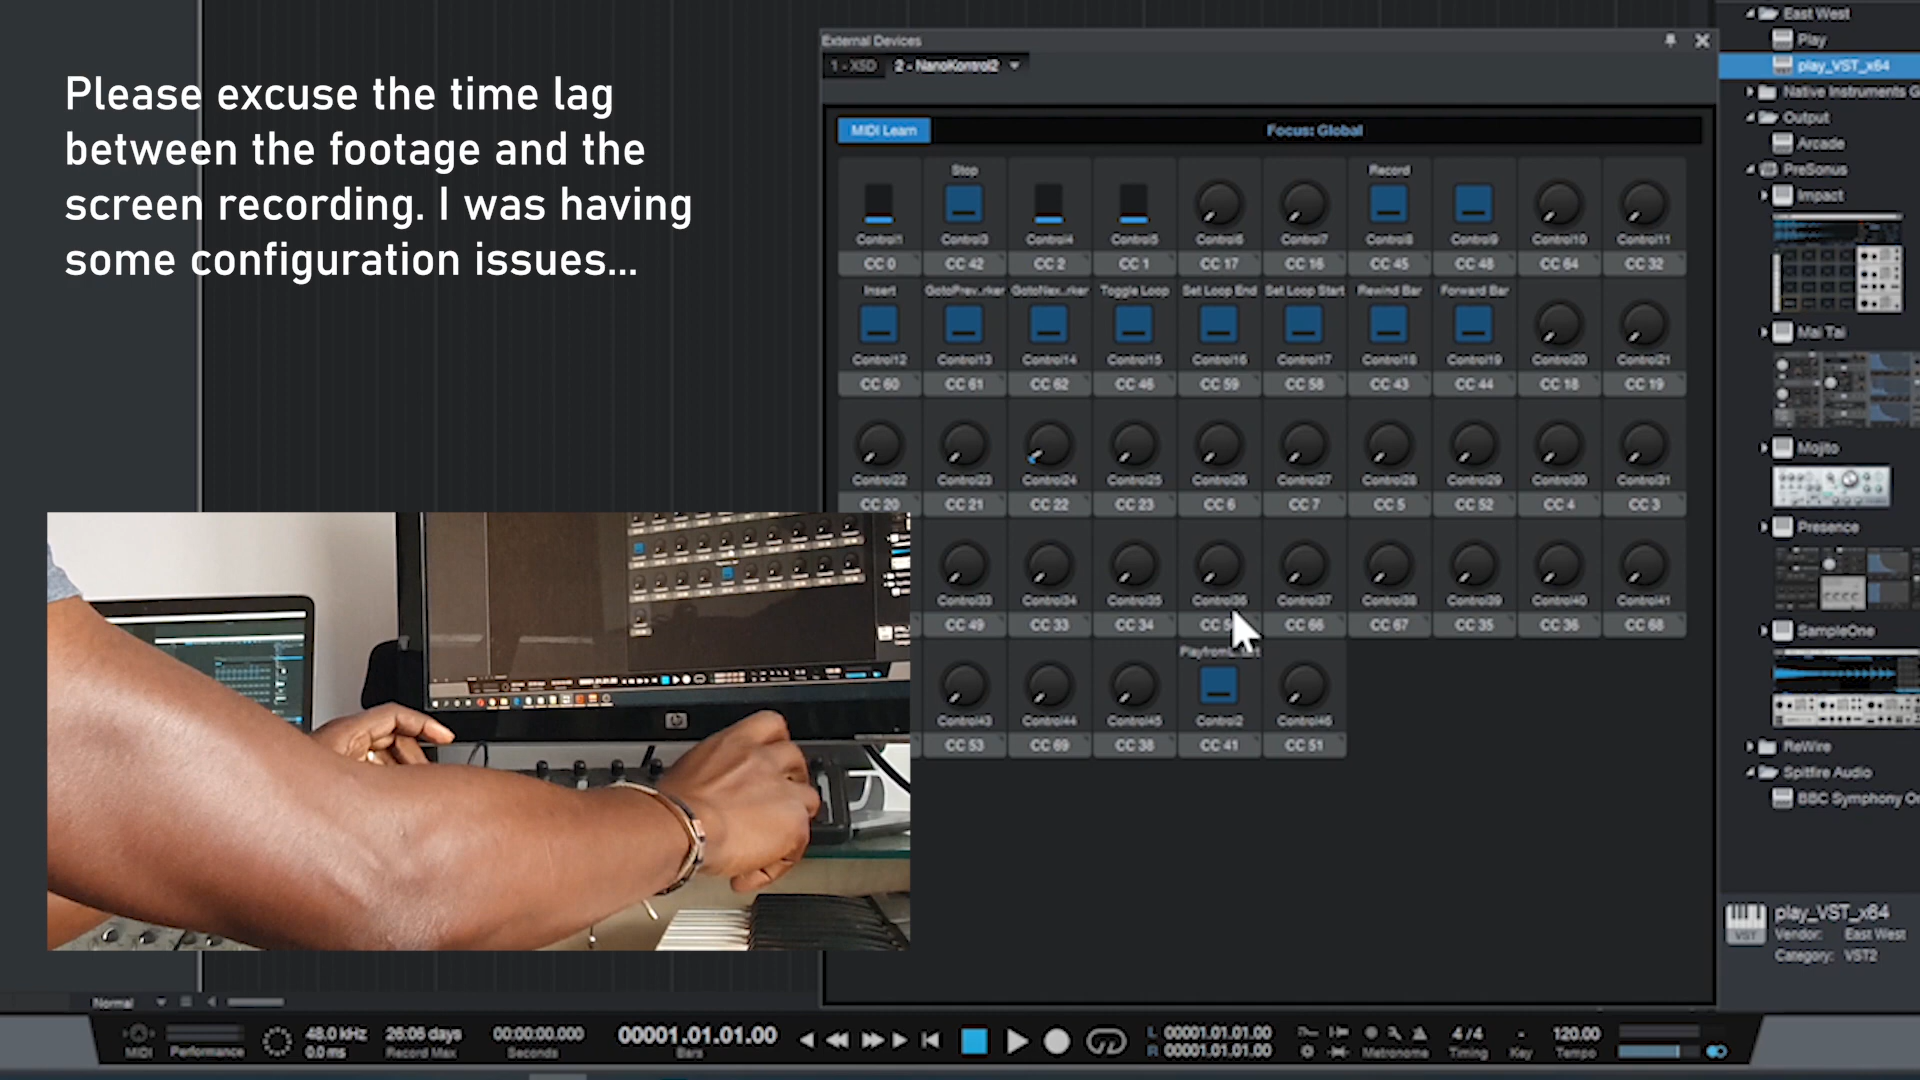 Please excuse the time lag
between the footage and the
screen recording. I was having
some configuration issues...
External Devices
1 - X5D
2 - NanoKontrol2
MIDI Learn
Focus: Global
Stop
Record
Control1
Control3
Control4
Control5
Control6
Control7
Control8
Control9
Control10
Control11
CC 0
CC 42
CC 2
CC 1
CC 17
CC 16
CC 45
CC 48
CC 64
CC 32
Insert
GotoPrev..rker
GotoNex..rker
Toggle Loop
Set Loop End
Set Loop Start
Rewind Bar
Forward Bar
Control12
Control13
Control14
Control15
Control16
Control17
Control18
Control19
Control20
Control21
CC 60
CC 61
CC 62
CC 46
CC 59
CC 58
CC 43
CC 44
CC 18
CC 19
Control22
Control23
Control24
Control25
Control26
Control27
Control28
Control29
Control30
Control31
CC 20
CC 21
CC 22
CC 23
CC 6
CC 7
CC 5
CC 52
CC 4
CC 3
Control33
Control34
Control35
Control36
Control37
Control38
Control39
Control40
Control41
CC 49
CC 33
CC 34
CC 66
CC 67
CC 35
CC 36
CC 68
Control43
Control44
Control45
Control2
Control46
CC 53
CC 69
CC 38
CC 41
CC 51
East West
Play
play_VST_x64
Native Instruments G
Output
Arcade
PreSonus
Impact
Mai Tai
Mojito
Presence
SampleOne
ReWire
Spitfire Audio
BBC Symphony Or
play_VST_x64
Vendor: East West
Category: VST2
VST
hp
Normal
MIDI
Performance
48.0 kHz
0.0 ms
26:06 days
Record Max
00:00:00.000
Seconds
00001.01.01.00
Bars
L 00001.01.01.00
R 00001.01.01.00
Metronome
4 / 4
Timing
-
Key
120.00
Tempo